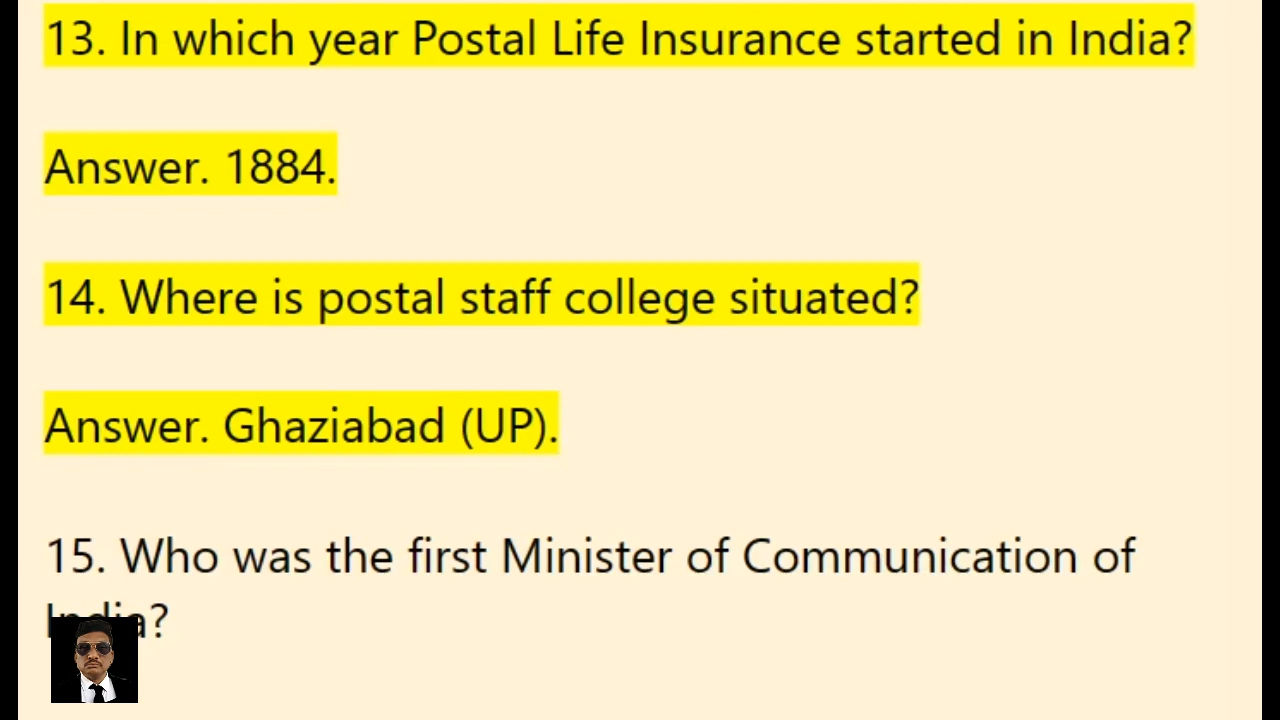 13. In which year Postal Life Insurance started in India?
Answer. 1884.
14. Where is postal staff college situated?
Answer. Ghaziabad (UP).
15. Who was the first Minister of Communication of
India?